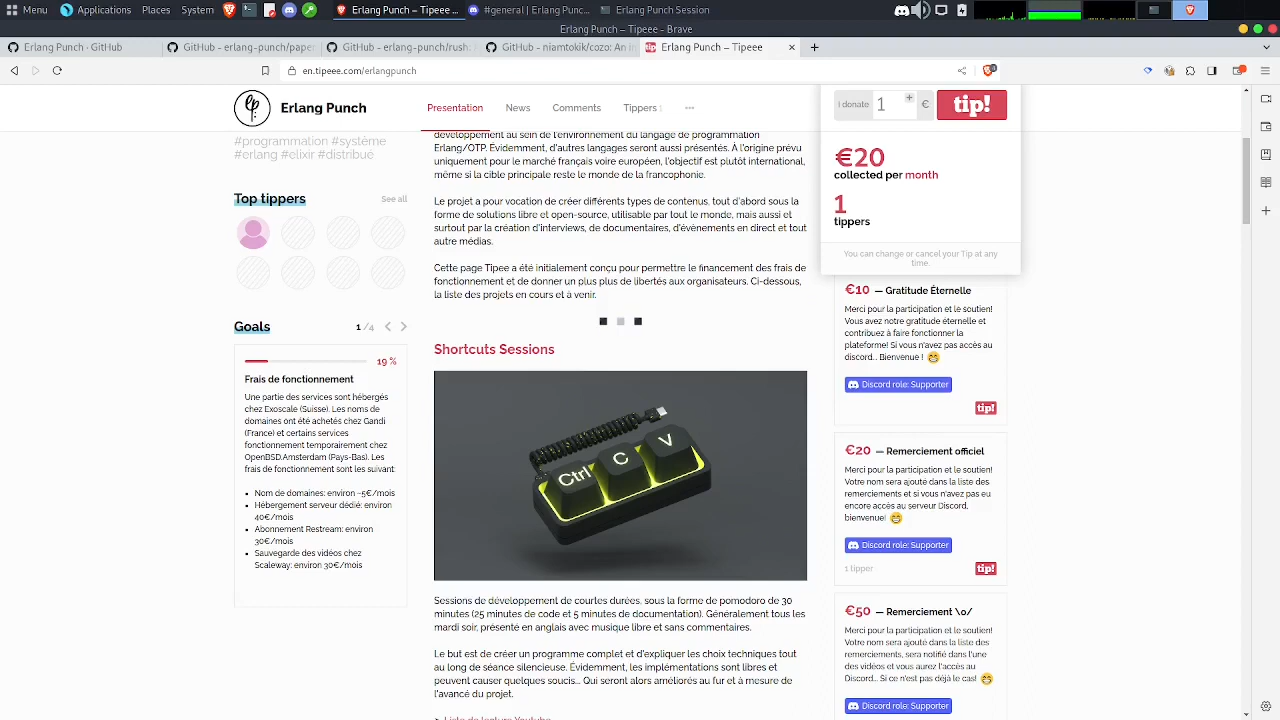 Menu Applications Places System Erlang Punch – Tipeee – ... #general | Erlang Punc... Erlang Punch Session
Erlang Punch – Tipeee - Brave
Erlang Punch · GitHub GitHub - erlang-punch/pape GitHub - erlang-punch/rush: GitHub - niamtokik/cozo: An in Erlang Punch – Tipeee
en.tipeee.com/erlangpunch
Erlang Punch Presentation News Comments Tippers 1
I donate 1 € tip!
#programmation #système
#erlang #elixir #distribué
Top tippers See all
Goals 1 /4
19 %
Frais de fonctionnement
Une partie des services sont hébergés
chez Exoscale (Suisse). Les noms de
domaines ont été achetés chez Gandi
(France) et certains services
fonctionnement temporairement chez
OpenBSD.Amsterdam (Pays-Bas). Les
frais de fonctionnement sont les suivant:
Nom de domaines: environ ~5€/mois
Hébergement serveur dédié: environ
40€/mois
Abonnement Restream: environ
30€/mois
Sauvegarde des vidéos chez
Scaleway: environ 30€/mois
développement au sein de l'environnement du langage de programmation
Erlang/OTP. Évidemment, d'autres langages seront aussi présentés. À l'origine prévu
uniquement pour le marché français voire européen, l'objectif est plutôt international,
même si la cible principale reste le monde de la francophonie.
Le projet a pour vocation de créer différents types de contenus, tout d'abord sous la
forme de solutions libre et open-source, utilisable par tout le monde, mais aussi et
surtout par la création d'interviews, de documentaires, d'évènements en direct et tout
autre médias.
Cette page Tipee a été initialement conçu pour permettre le financement des frais de
fonctionnement et de donner un plus plus de libertés aux organisateurs. Ci-dessous,
la liste des projets en cours et à venir.
Shortcuts Sessions
Ctrl C V
Sessions de développement de courtes durées, sous la forme de pomodoro de 30
minutes (25 minutes de code et 5 minutes de documentation). Généralement tous les
mardi soir, présenté en anglais avec musique libre et sans commentaires.
Le but est de créer un programme complet et d'expliquer les choix techniques tout
au long de séance silencieuse. Évidement, les implémentations sont libres et
peuvent causer quelques soucis... Qui seront alors améliorés au fur et à mesure de
l'avancé du projet.
➤ Liste de lecture Youtube
€20
collected per month
1
tippers
You can change or cancel your Tip at any
time.
€10 — Gratitude Éternelle
Merci pour la participation et le soutien!
Vous avez notre gratitude éternelle et
contribuez à faire fonctionner la
plateforme! Si vous n'avez pas accès au
discord... Bienvenue ! 😁
Discord role: Supporter
tip!
€20 — Remerciement officiel
Merci pour la participation et le soutien!
Votre nom sera ajouté dans la liste des
remerciements et si vous n'avez pas eu
encore accès au serveur Discord,
bienvenue! 😁
Discord role: Supporter
1 tipper tip!
€50 — Remerciement \o/
Merci pour la participation et le soutien!
Votre nom sera ajouté dans la liste des
remerciements, sera notifié dans l'une
des vidéos et vous aurez l'accès au
Discord... Si ce n'est pas déjà le cas! 😁
Discord role: Supporter